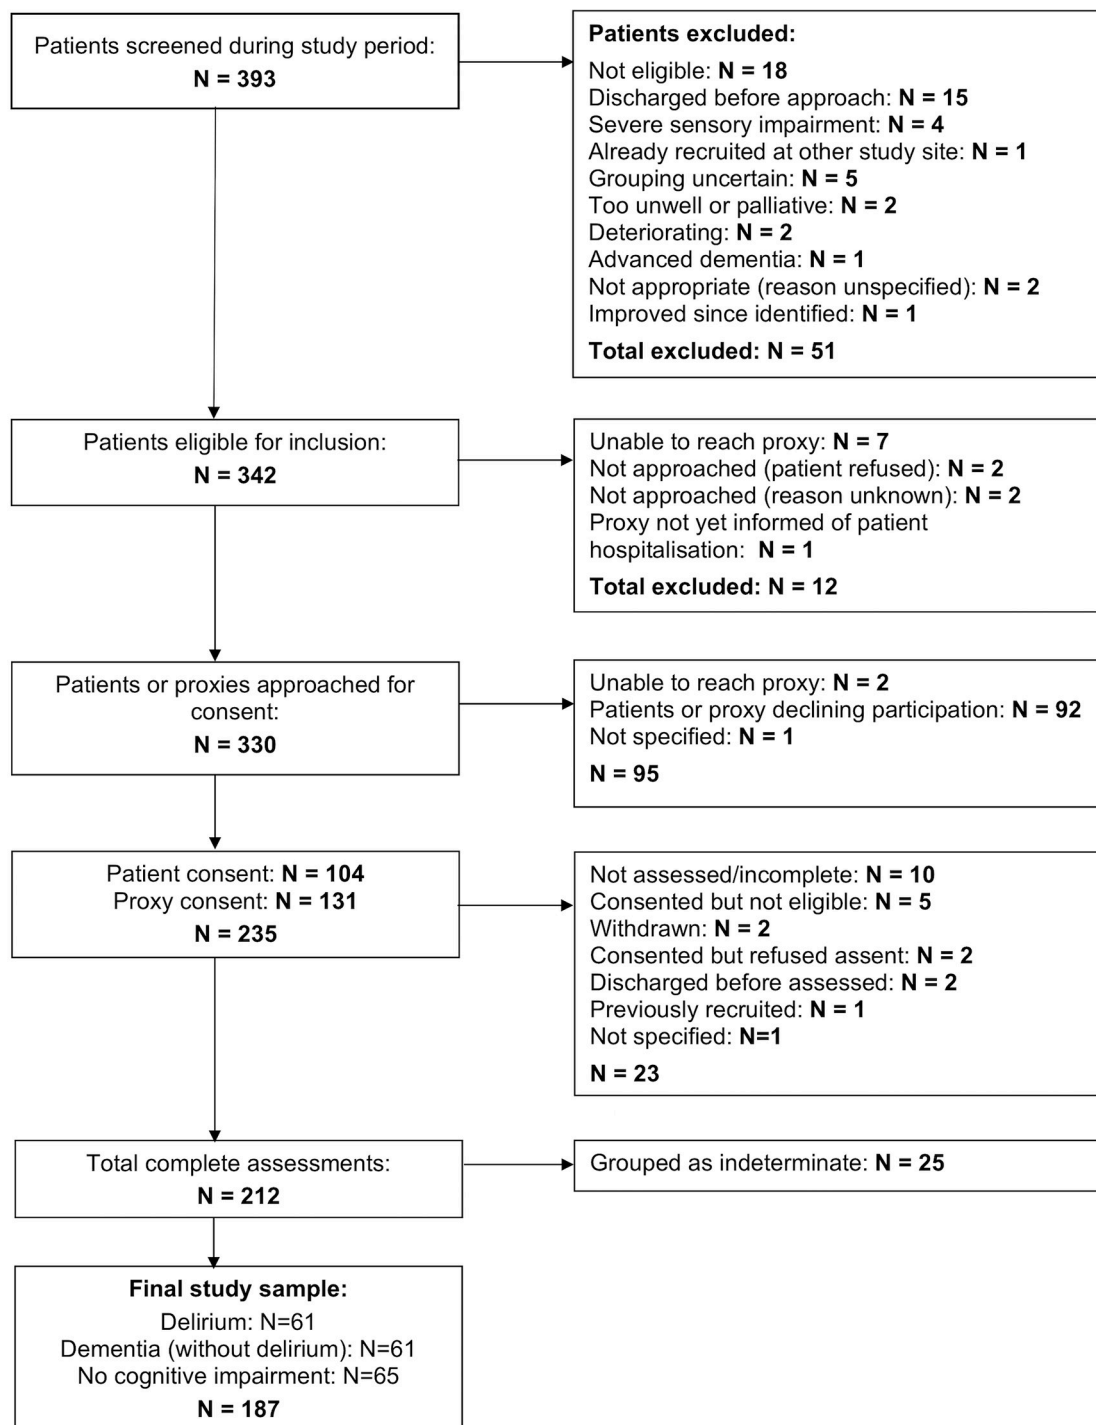 Patients screened during study period:
N = 393
Patients excluded:
Not eligible: N = 18
Discharged before approach: N = 15
Severe sensory impairment: N = 4
Already recruited at other study site: N = 1
Grouping uncertain: N = 5
Too unwell or palliative: N = 2
Deteriorating: N = 2
Advanced dementia: N = 1
Not appropriate (reason unspecified): N = 2
Improved since identified: N = 1
Total excluded: N = 51
Patients eligible for inclusion:
N = 342
Unable to reach proxy: N = 7
Not approached (patient refused): N = 2
Not approached (reason unknown): N = 2
Proxy not yet informed of patient
hospitalisation: N = 1
Total excluded: N = 12
Patients or proxies approached for
consent:
N = 330
Unable to reach proxy: N = 2
Patients or proxy declining participation: N = 92
Not specified: N = 1
N = 95
Patient consent: N = 104
Proxy consent: N = 131
N = 235
Not assessed/incomplete: N = 10
Consented but not eligible: N = 5
Withdrawn: N = 2
Consented but refused assent: N = 2
Discharged before assessed: N = 2
Previously recruited: N = 1
Not specified: N=1
N = 23
Total complete assessments:
N = 212
Grouped as indeterminate: N = 25
Final study sample:
Delirium: N=61
Dementia (without delirium): N=61
No cognitive impairment: N=65
N = 187